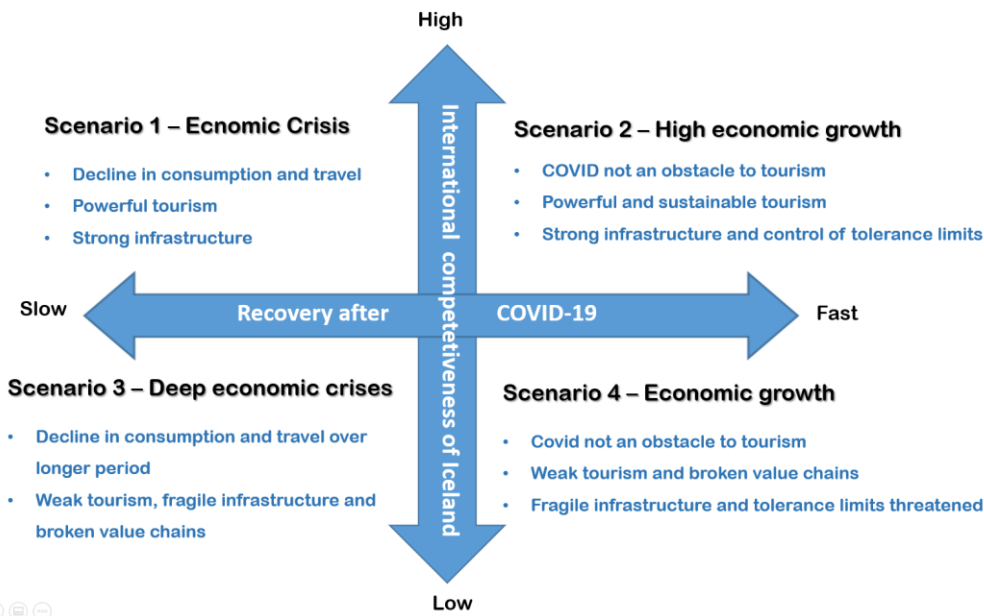 High
Scenario 1 – Ecnomic Crisis
• Decline in consumption and travel
• Powerful tourism
• Strong infrastructure
Scenario 2 – High economic growth
• COVID not an obstacle to tourism
• Powerful and sustainable tourism
• Strong infrastructure and control of tolerance limits
International competetiveness of Iceland
Slow
Recovery after COVID-19
Fast
Scenario 3 – Deep economic crises
• Decline in consumption and travel over
longer period
• Weak tourism, fragile infrastructure and
broken value chains
Scenario 4 – Economic growth
• Covid not an obstacle to tourism
• Weak tourism and broken value chains
• Fragile infrastructure and tolerance limits threatened
Low